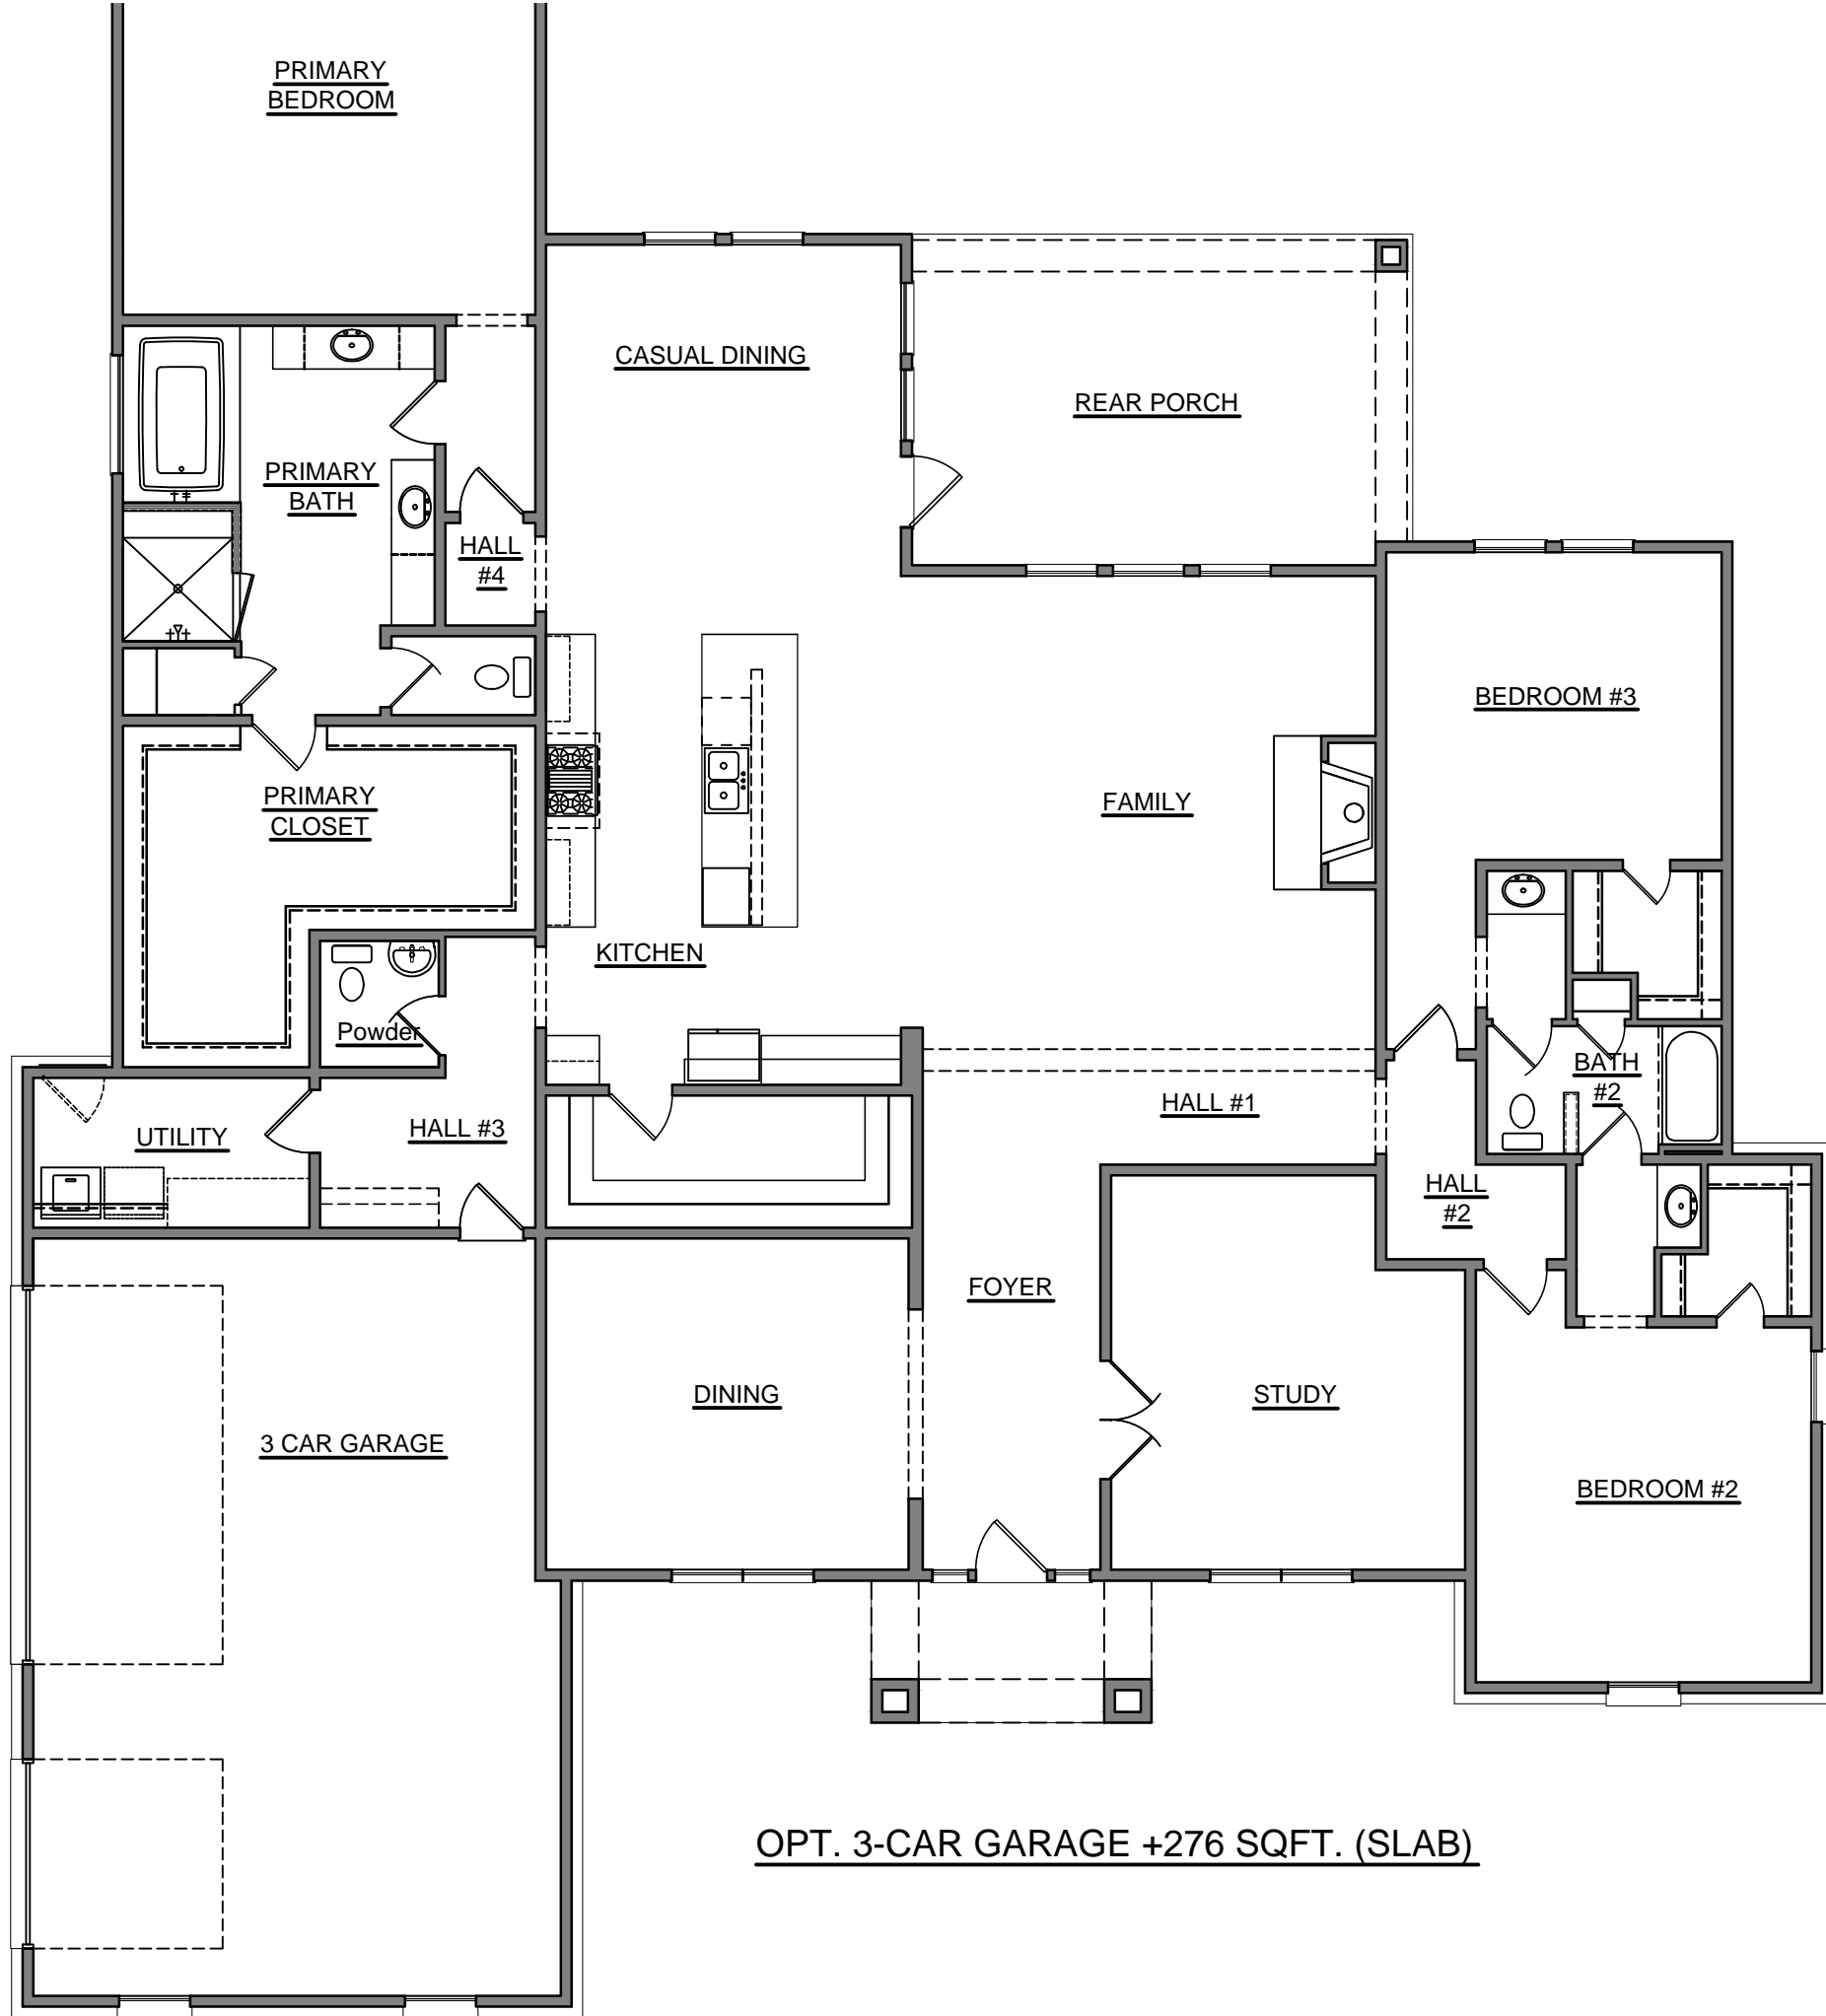 PRIMARY
BEDROOM
CASUAL DINING
REAR PORCH
PRIMARY
BATH
HALL
#4
BEDROOM #3
PRIMARY
CLOSET
FAMILY
KITCHEN
Powder
BATH
#2
HALL #1
UTILITY
HALL #3
HALL
#2
FOYER
DINING
STUDY
3 CAR GARAGE
BEDROOM #2
OPT. 3-CAR GARAGE +276 SQFT. (SLAB)